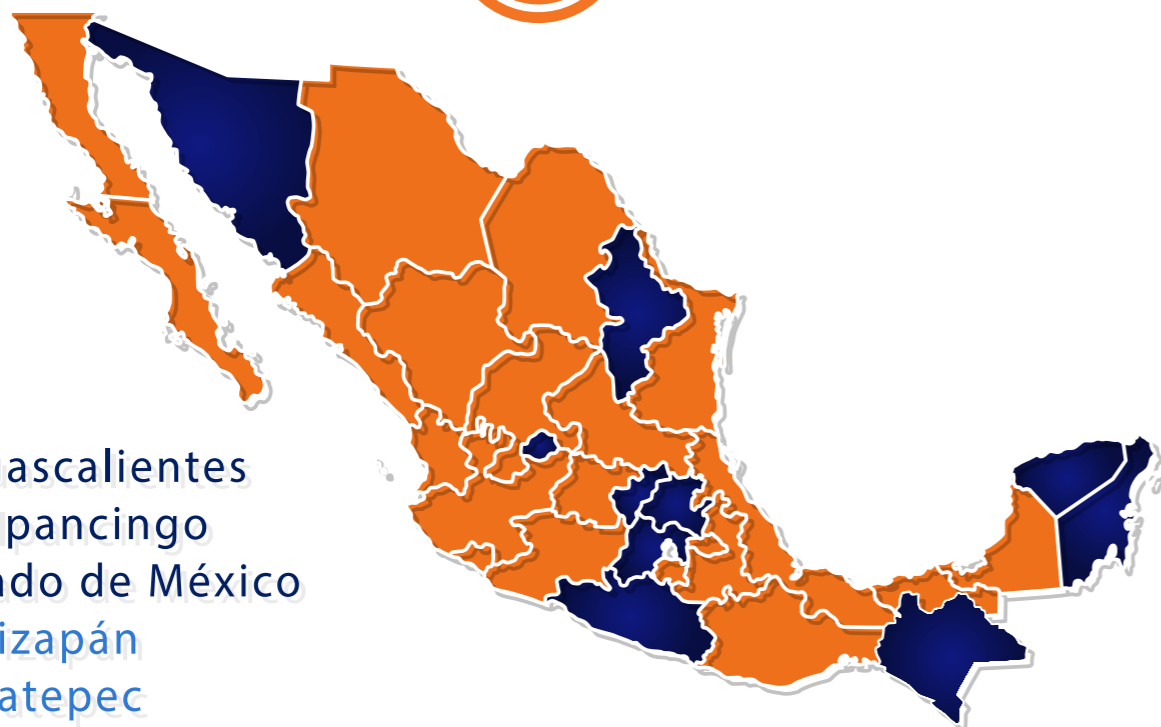 ascalientes
pancingo
ado de México
izapán
atepec